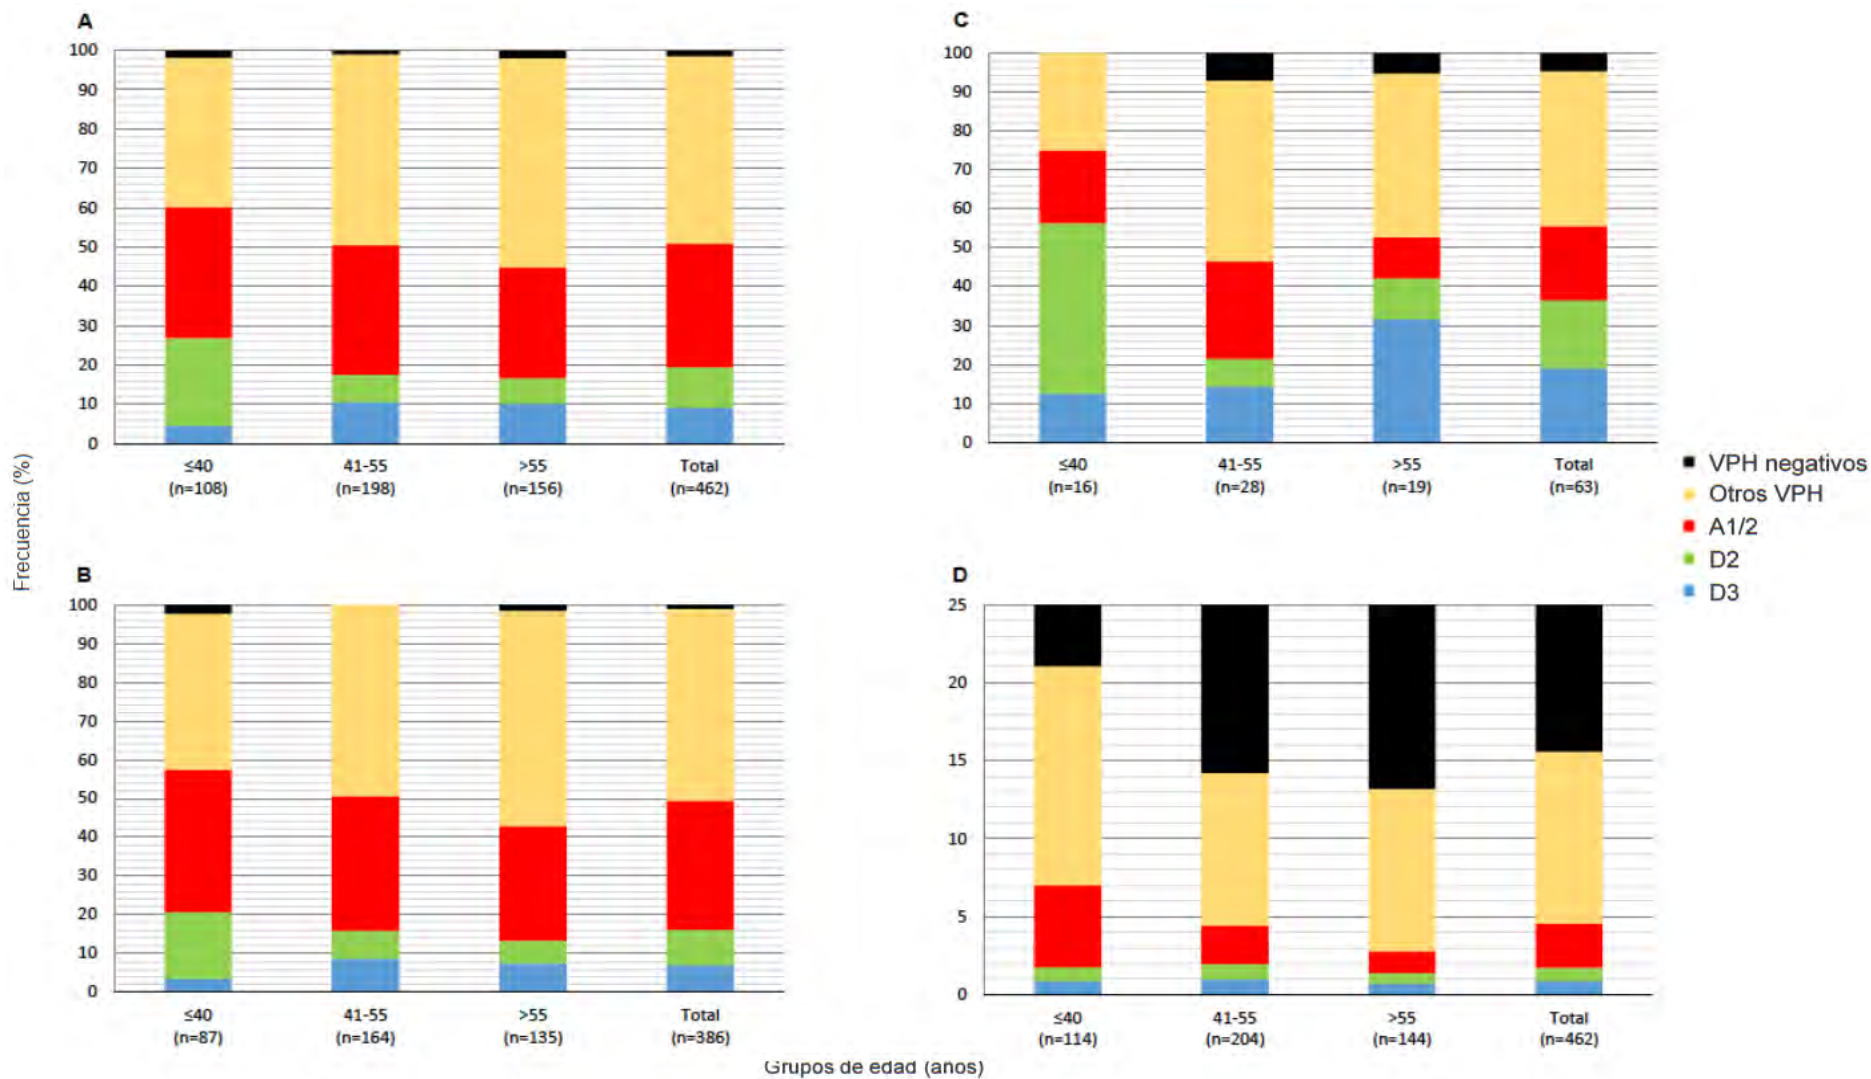 A
100
90
80
70
60
50
40
30
20
10
0
≤40 41-55 >55 Total
(n=108) (n=198) (n=156) (n=462)
C
100
90
80
70
60
50
40
30
20
10
0
≤40 41-55 >55 Total
(n=16) (n=28) (n=19) (n=63)
VPH negativos
Otros VPH
A1/2
D2
D3
Frecuencia (%)
B
100
90
80
70
60
50
40
30
20
10
0
≤40 41-55 >55 Total
(n=87) (n=164) (n=135) (n=386)
D
25
20
15
10
5
0
≤40 41-55 >55 Total
(n=114) (n=204) (n=144) (n=462)
Grupos de edad (anos)